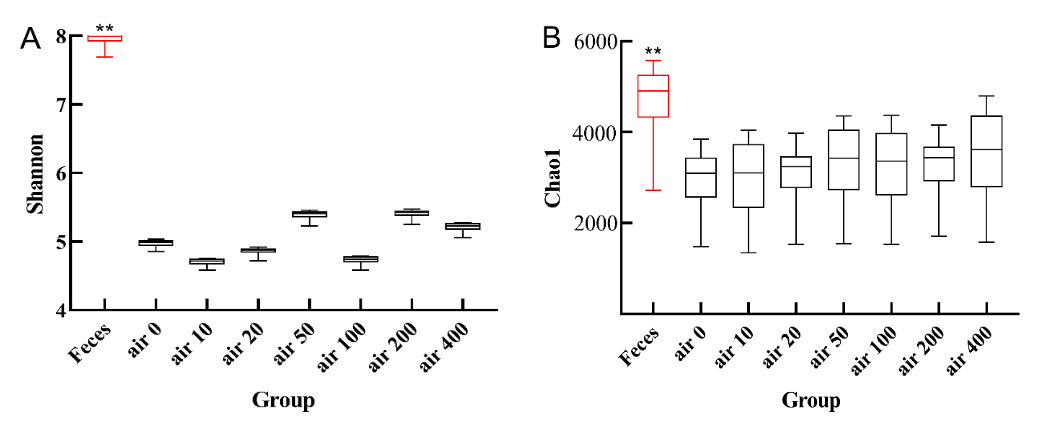 A
**
8
7
6
5
4
Shannon
Feces
air 0
air 10
air 20
air 50
air 100
air 200
air 400
Group
B
**
6000
4000
2000
Chao1
Feces
air 0
air 10
air 20
air 50
air 100
air 200
air 400
Group